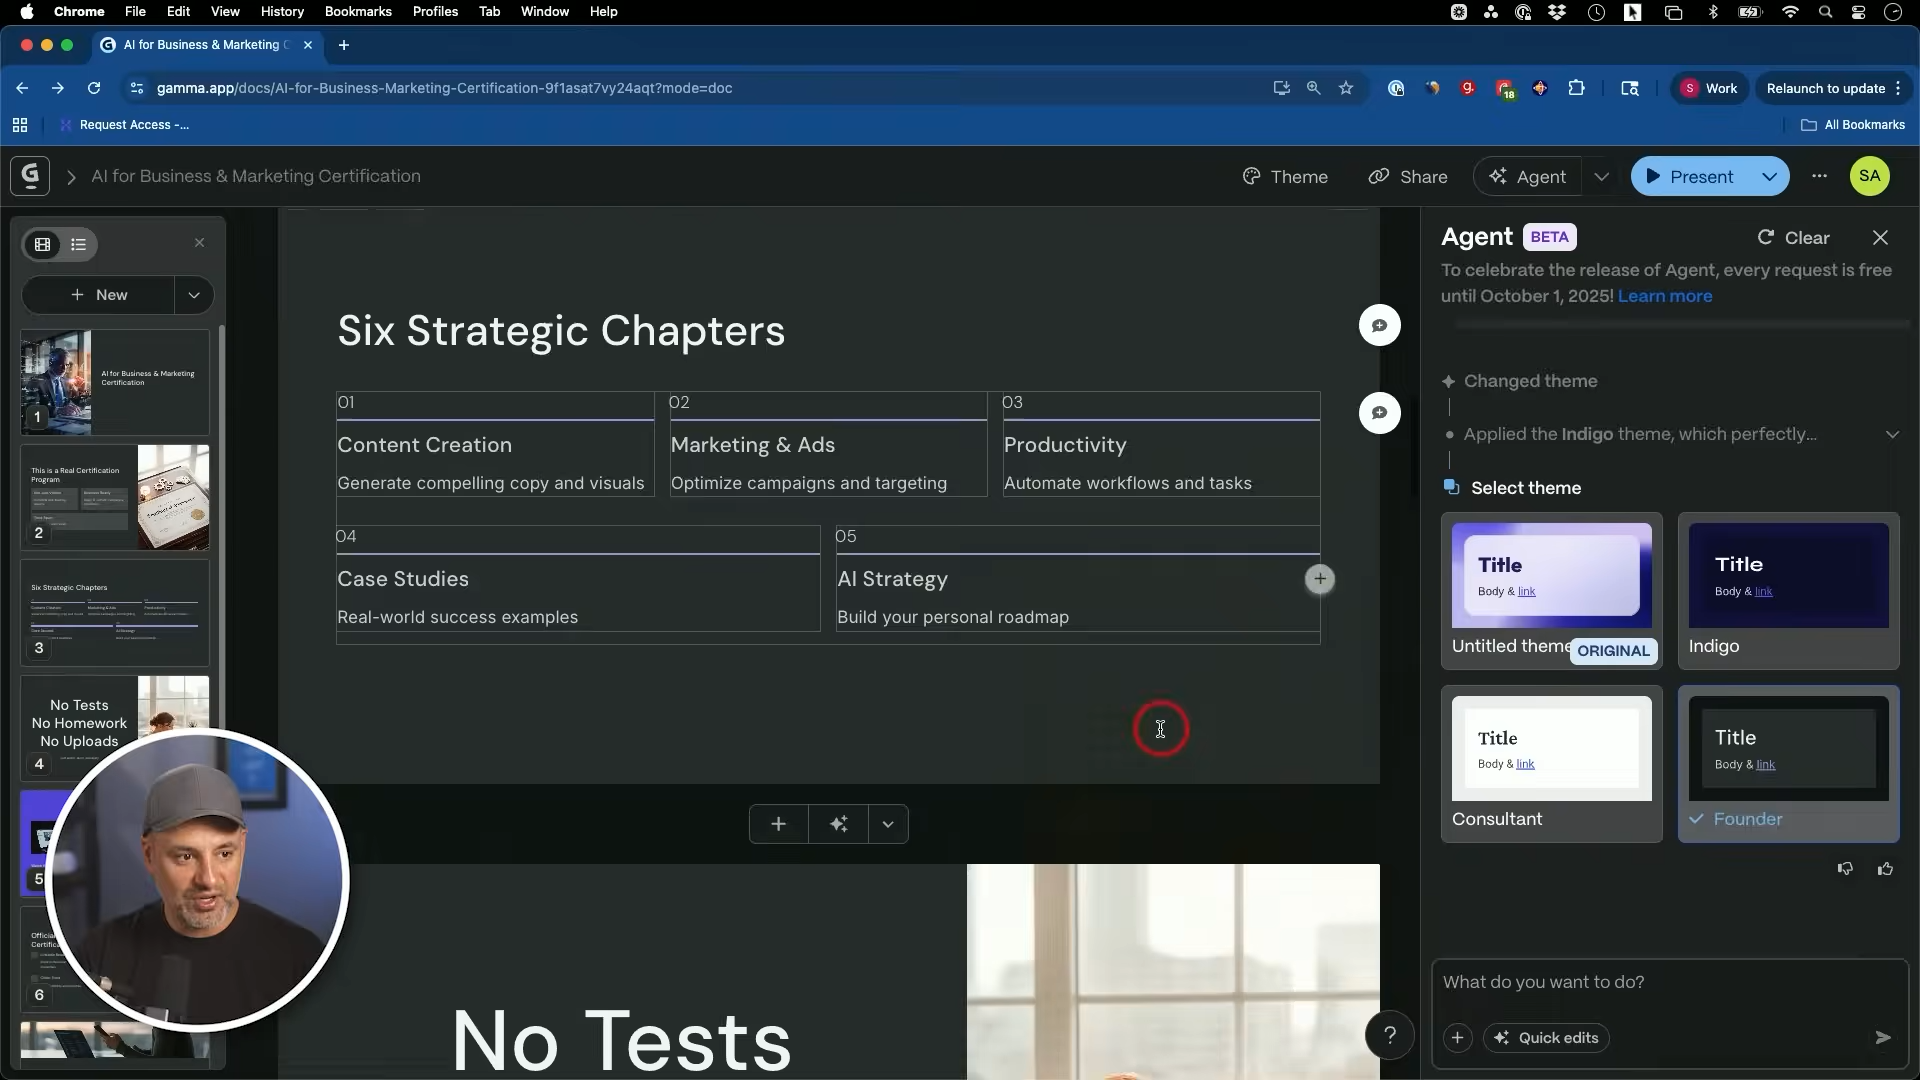 Chrome File Edit View History Bookmarks Profiles Tab Window Help
AI for Business & Marketing C
gamma.app/docs/AI-for-Business-Marketing-Certification-9f1asat7vy24aqt?mode=doc
18
S Work
Relaunch to update
Request Access -...
All Bookmarks
AI for Business & Marketing Certification
Theme
Share
Agent
Present
SA
New
AI for Business & Marketing
Certification
1
This is a Real Certification
Program
2
Six Strategic Chapters
Content Creation
Marketing & Ads
Productivity
3
No Tests
No Homework
No Uploads
4
5
Official
Certifica
6
Six Strategic Chapters
01
Content Creation
Generate compelling copy and visuals
02
Marketing & Ads
Optimize campaigns and targeting
03
Productivity
Automate workflows and tasks
04
Case Studies
Real-world success examples
05
AI Strategy
Build your personal roadmap
No Tests
Agent BETA
Clear
To celebrate the release of Agent, every request is free
until October 1, 2025! Learn more
Changed theme
Applied the Indigo theme, which perfectly...
Select theme
Title
Body & link
Untitled theme
ORIGINAL
Title
Body & link
Indigo
Title
Body & link
Consultant
Title
Body & link
Founder
What do you want to do?
Quick edits
?